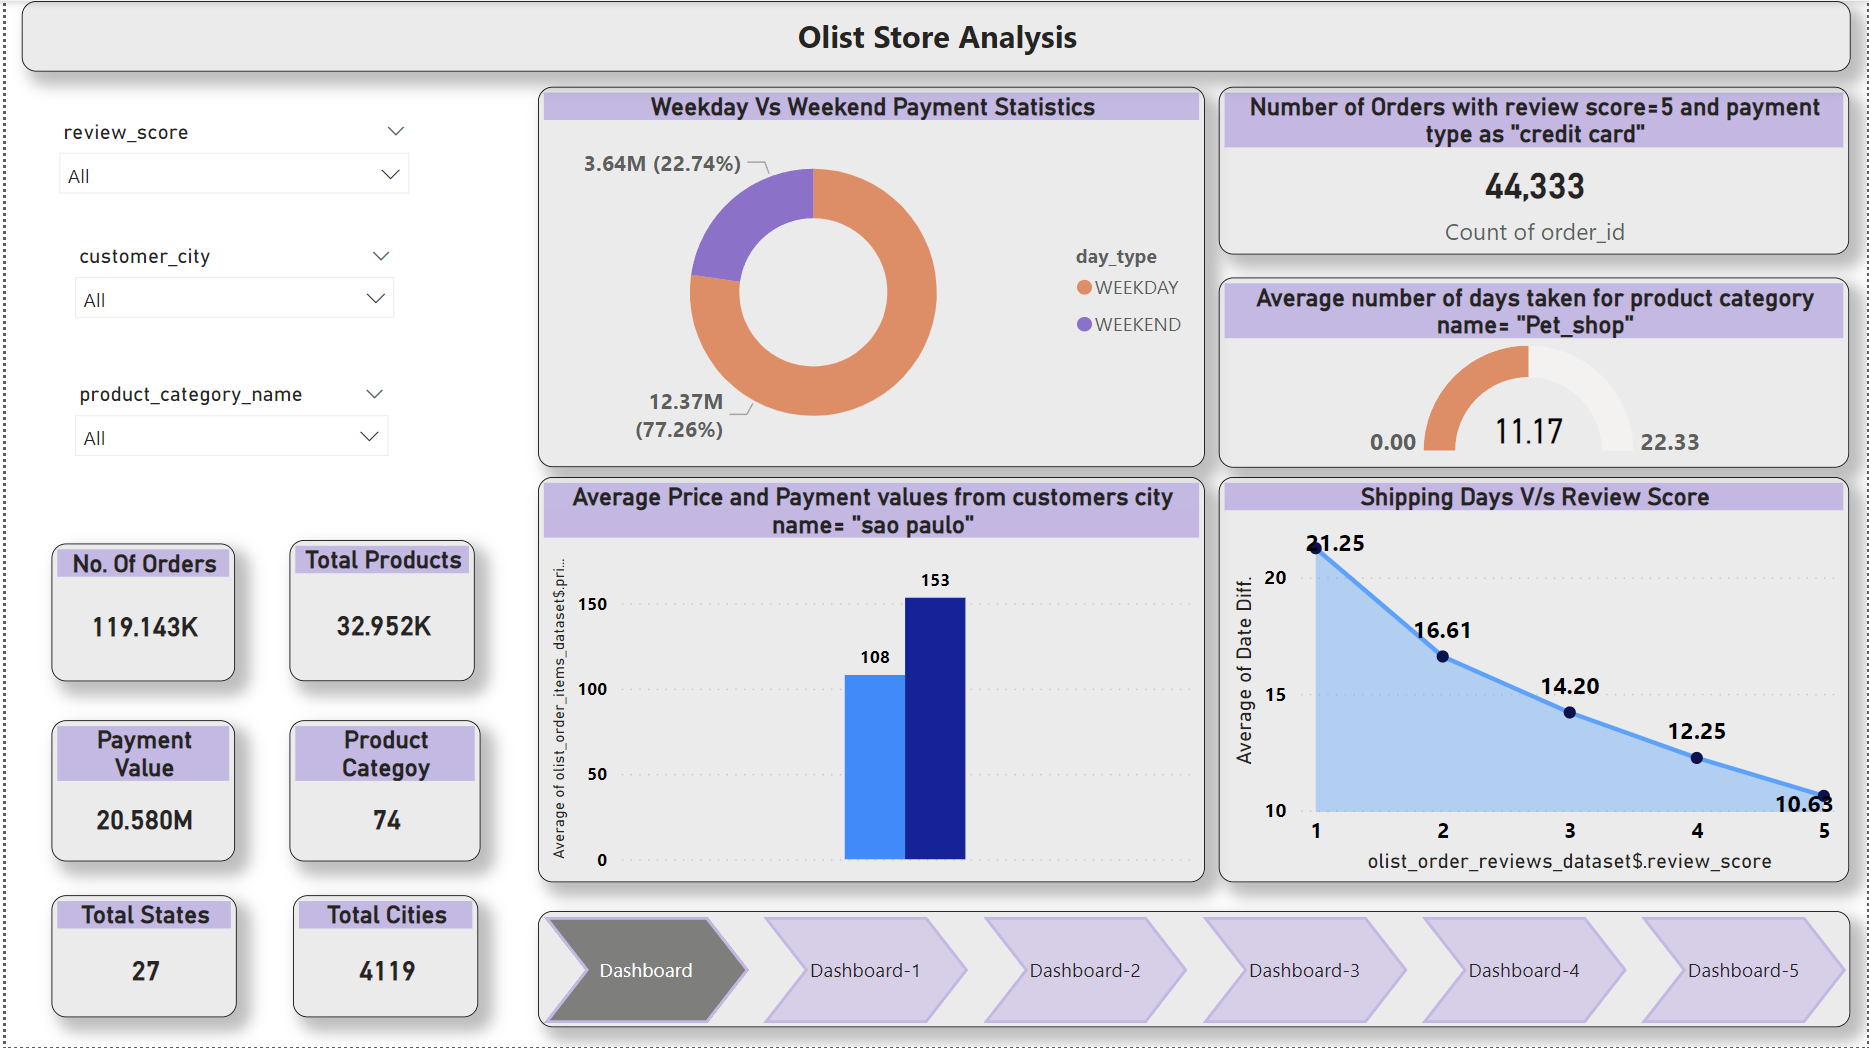 Olist Store Analysis
review_score
All
customer_city
All
product_category_name
All
No. Of Orders
119.143K
Total Products
32.952K
Payment
Value
20.580M
Product
Categoy
74
Total States
27
Total Cities
4119
Weekday Vs Weekend Payment Statistics
3.64M (22.74%)
12.37M
(77.26%)
day_type
WEEKDAY
WEEKEND
Number of Orders with review score=5 and payment
type as "credit card"
44,333
Count of order_id
Average number of days taken for product category
name= "Pet_shop"
0.00
11.17
22.33
Average Price and Payment values from customers city
name= "sao paulo"
Average of olist_order_items_dataset$.pri...
150
100
50
0
108
153
Shipping Days V/s Review Score
Average of Date Diff.
20
15
10
21.25
16.61
14.20
12.25
10.63
1
2
3
4
5
olist_order_reviews_dataset$.review_score
Dashboard
Dashboard-1
Dashboard-2
Dashboard-3
Dashboard-4
Dashboard-5